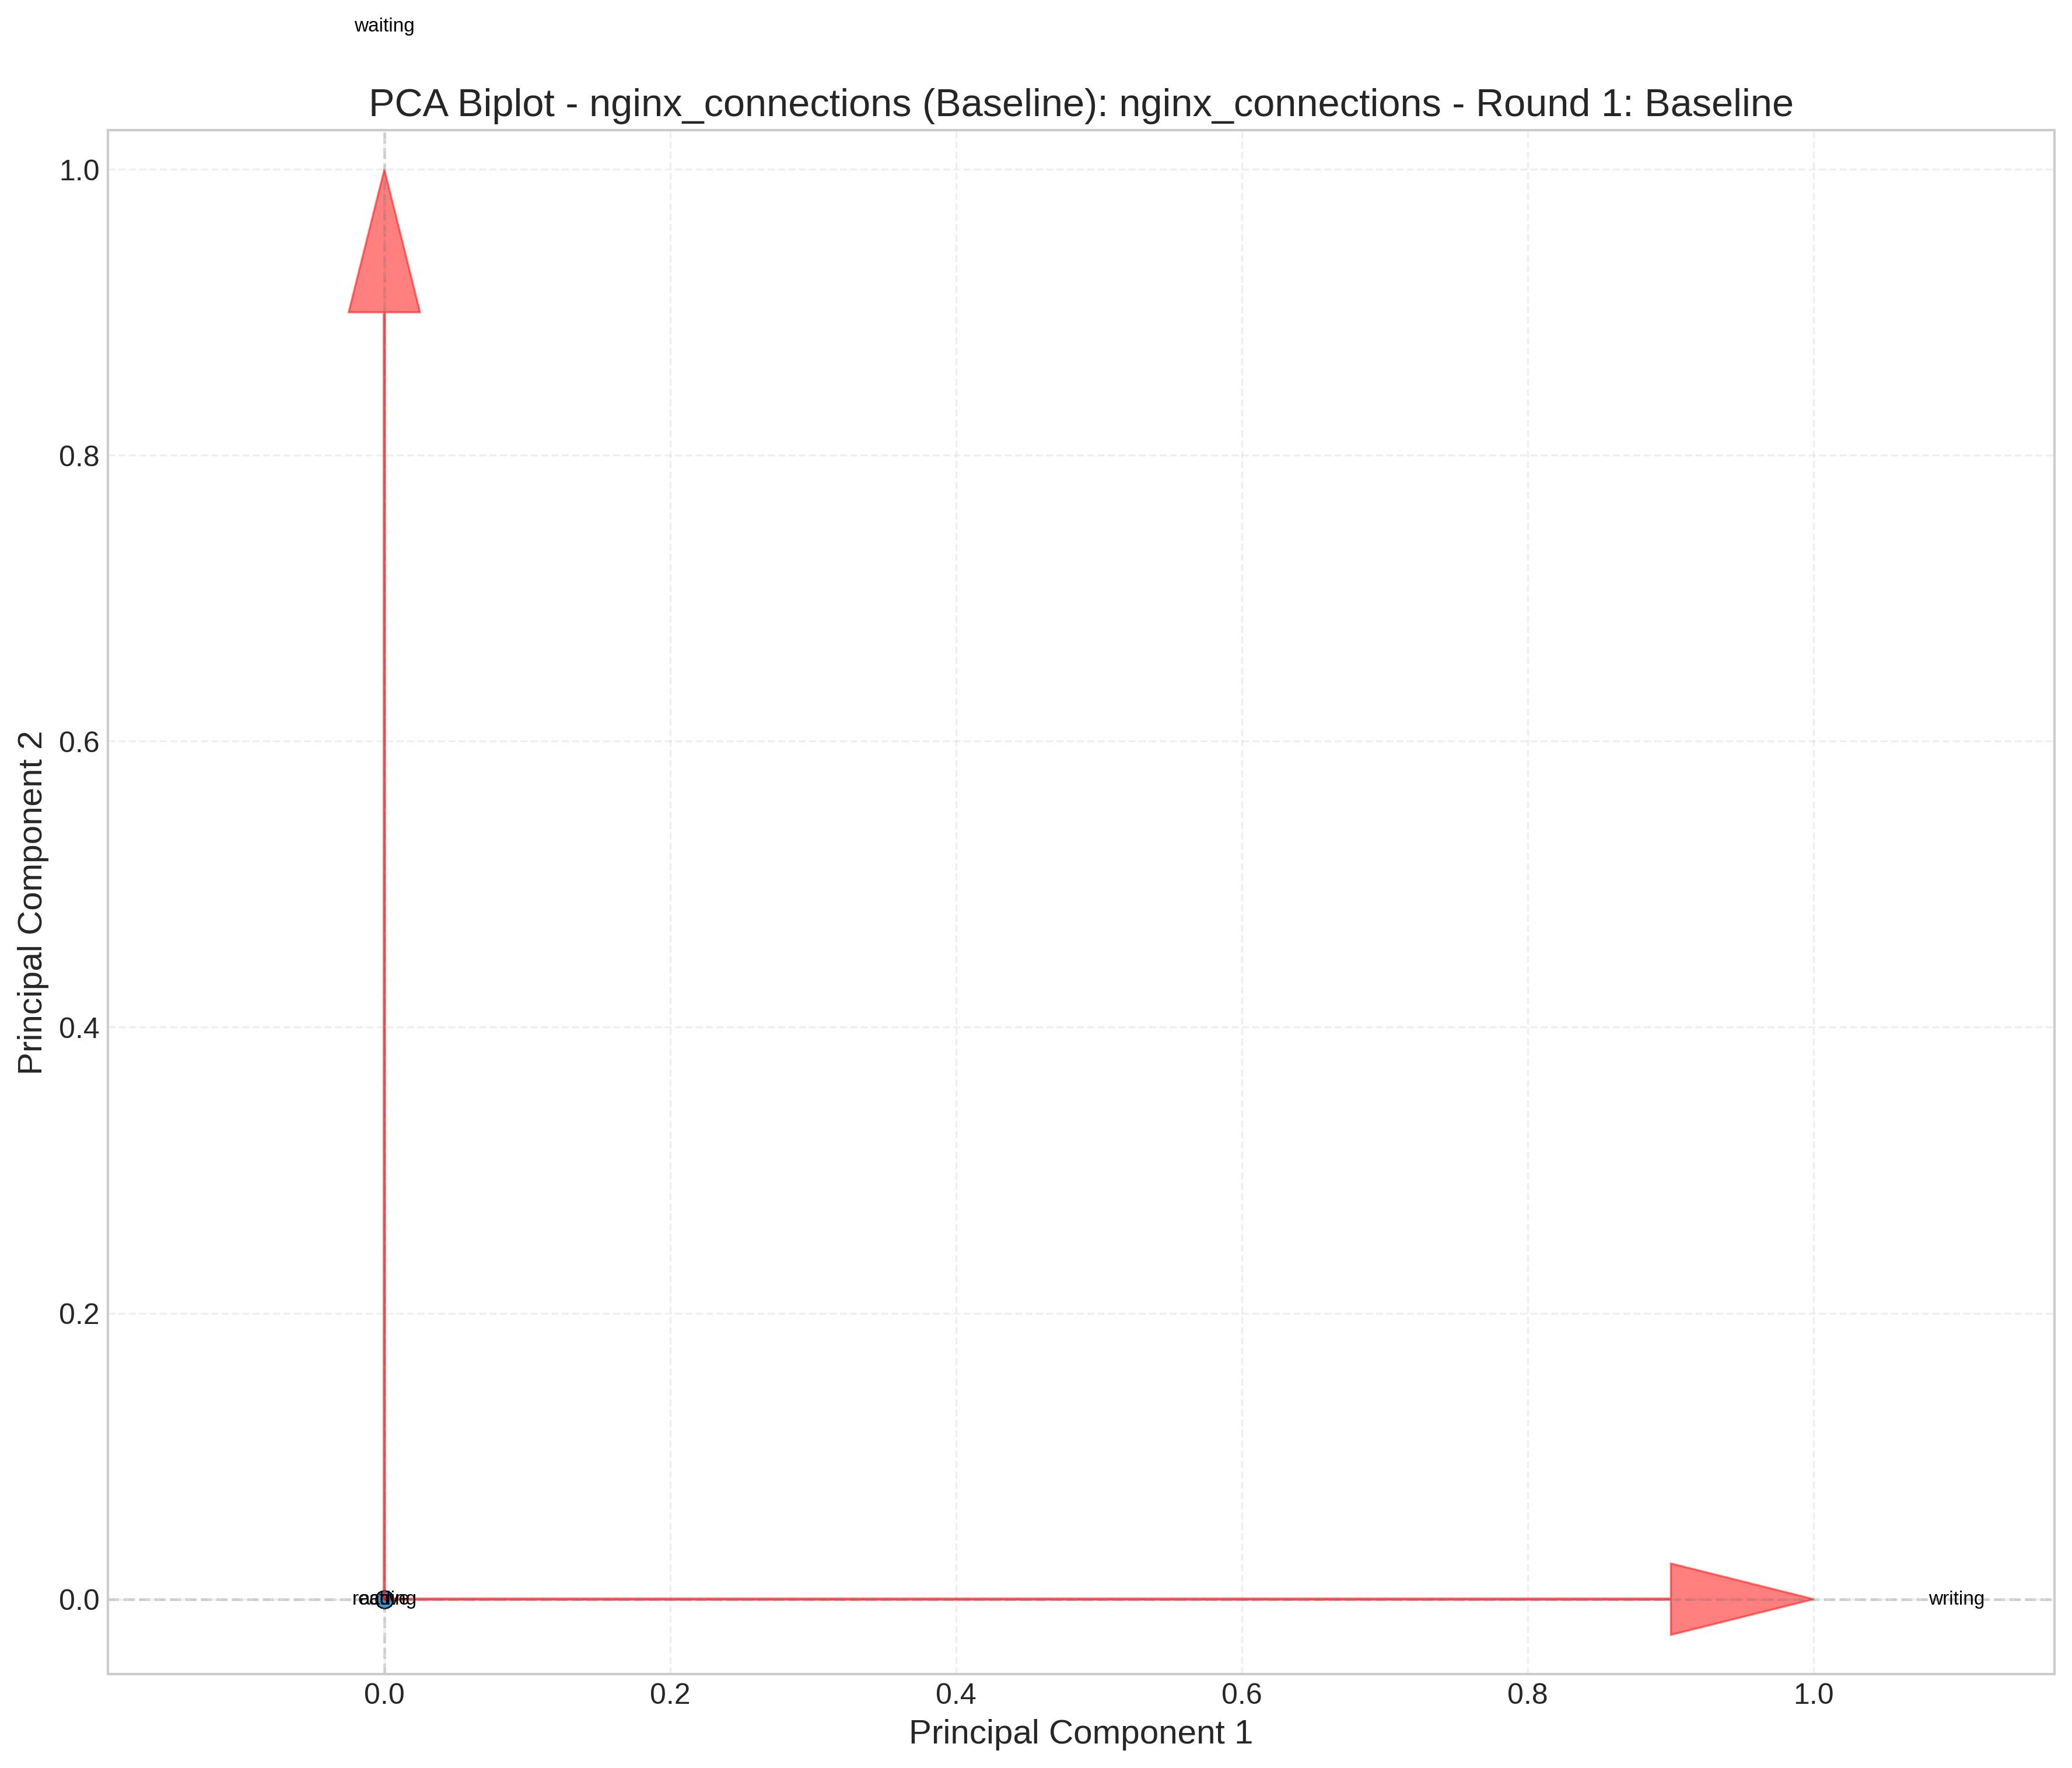 waiting
PCA Biplot - nginx_connections (Baseline): nginx_connections - Round 1: Baseline
1.0
0.8
0.6
0.4
0.2
0.0
Principal Component 2
reading
active
writing
0.0 0.2 0.4 0.6 0.8 1.0
Principal Component 1